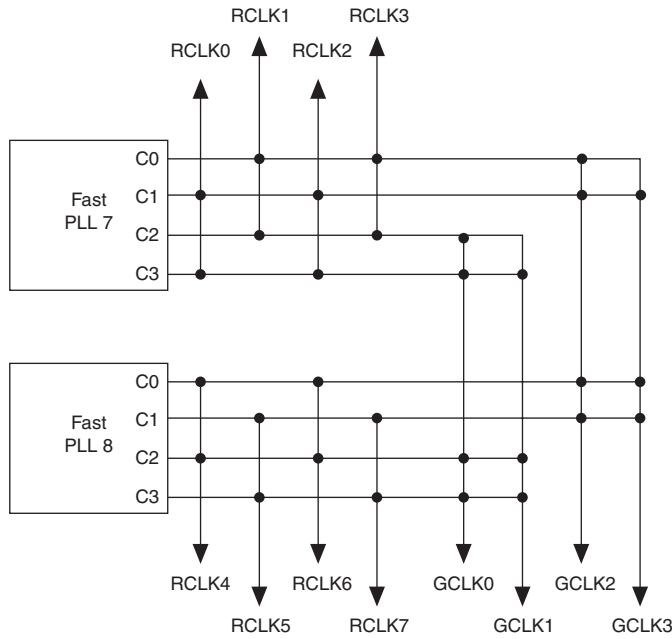 RCLK1
RCLK3
RCLK0
RCLK2
C0
C1
Fast
PLL 7
C2
C3
C0
C1
Fast
PLL 8
C2
C3
RCLK4
RCLK6
GCLK0
GCLK2
RCLK5
RCLK7
GCLK1
GCLK3